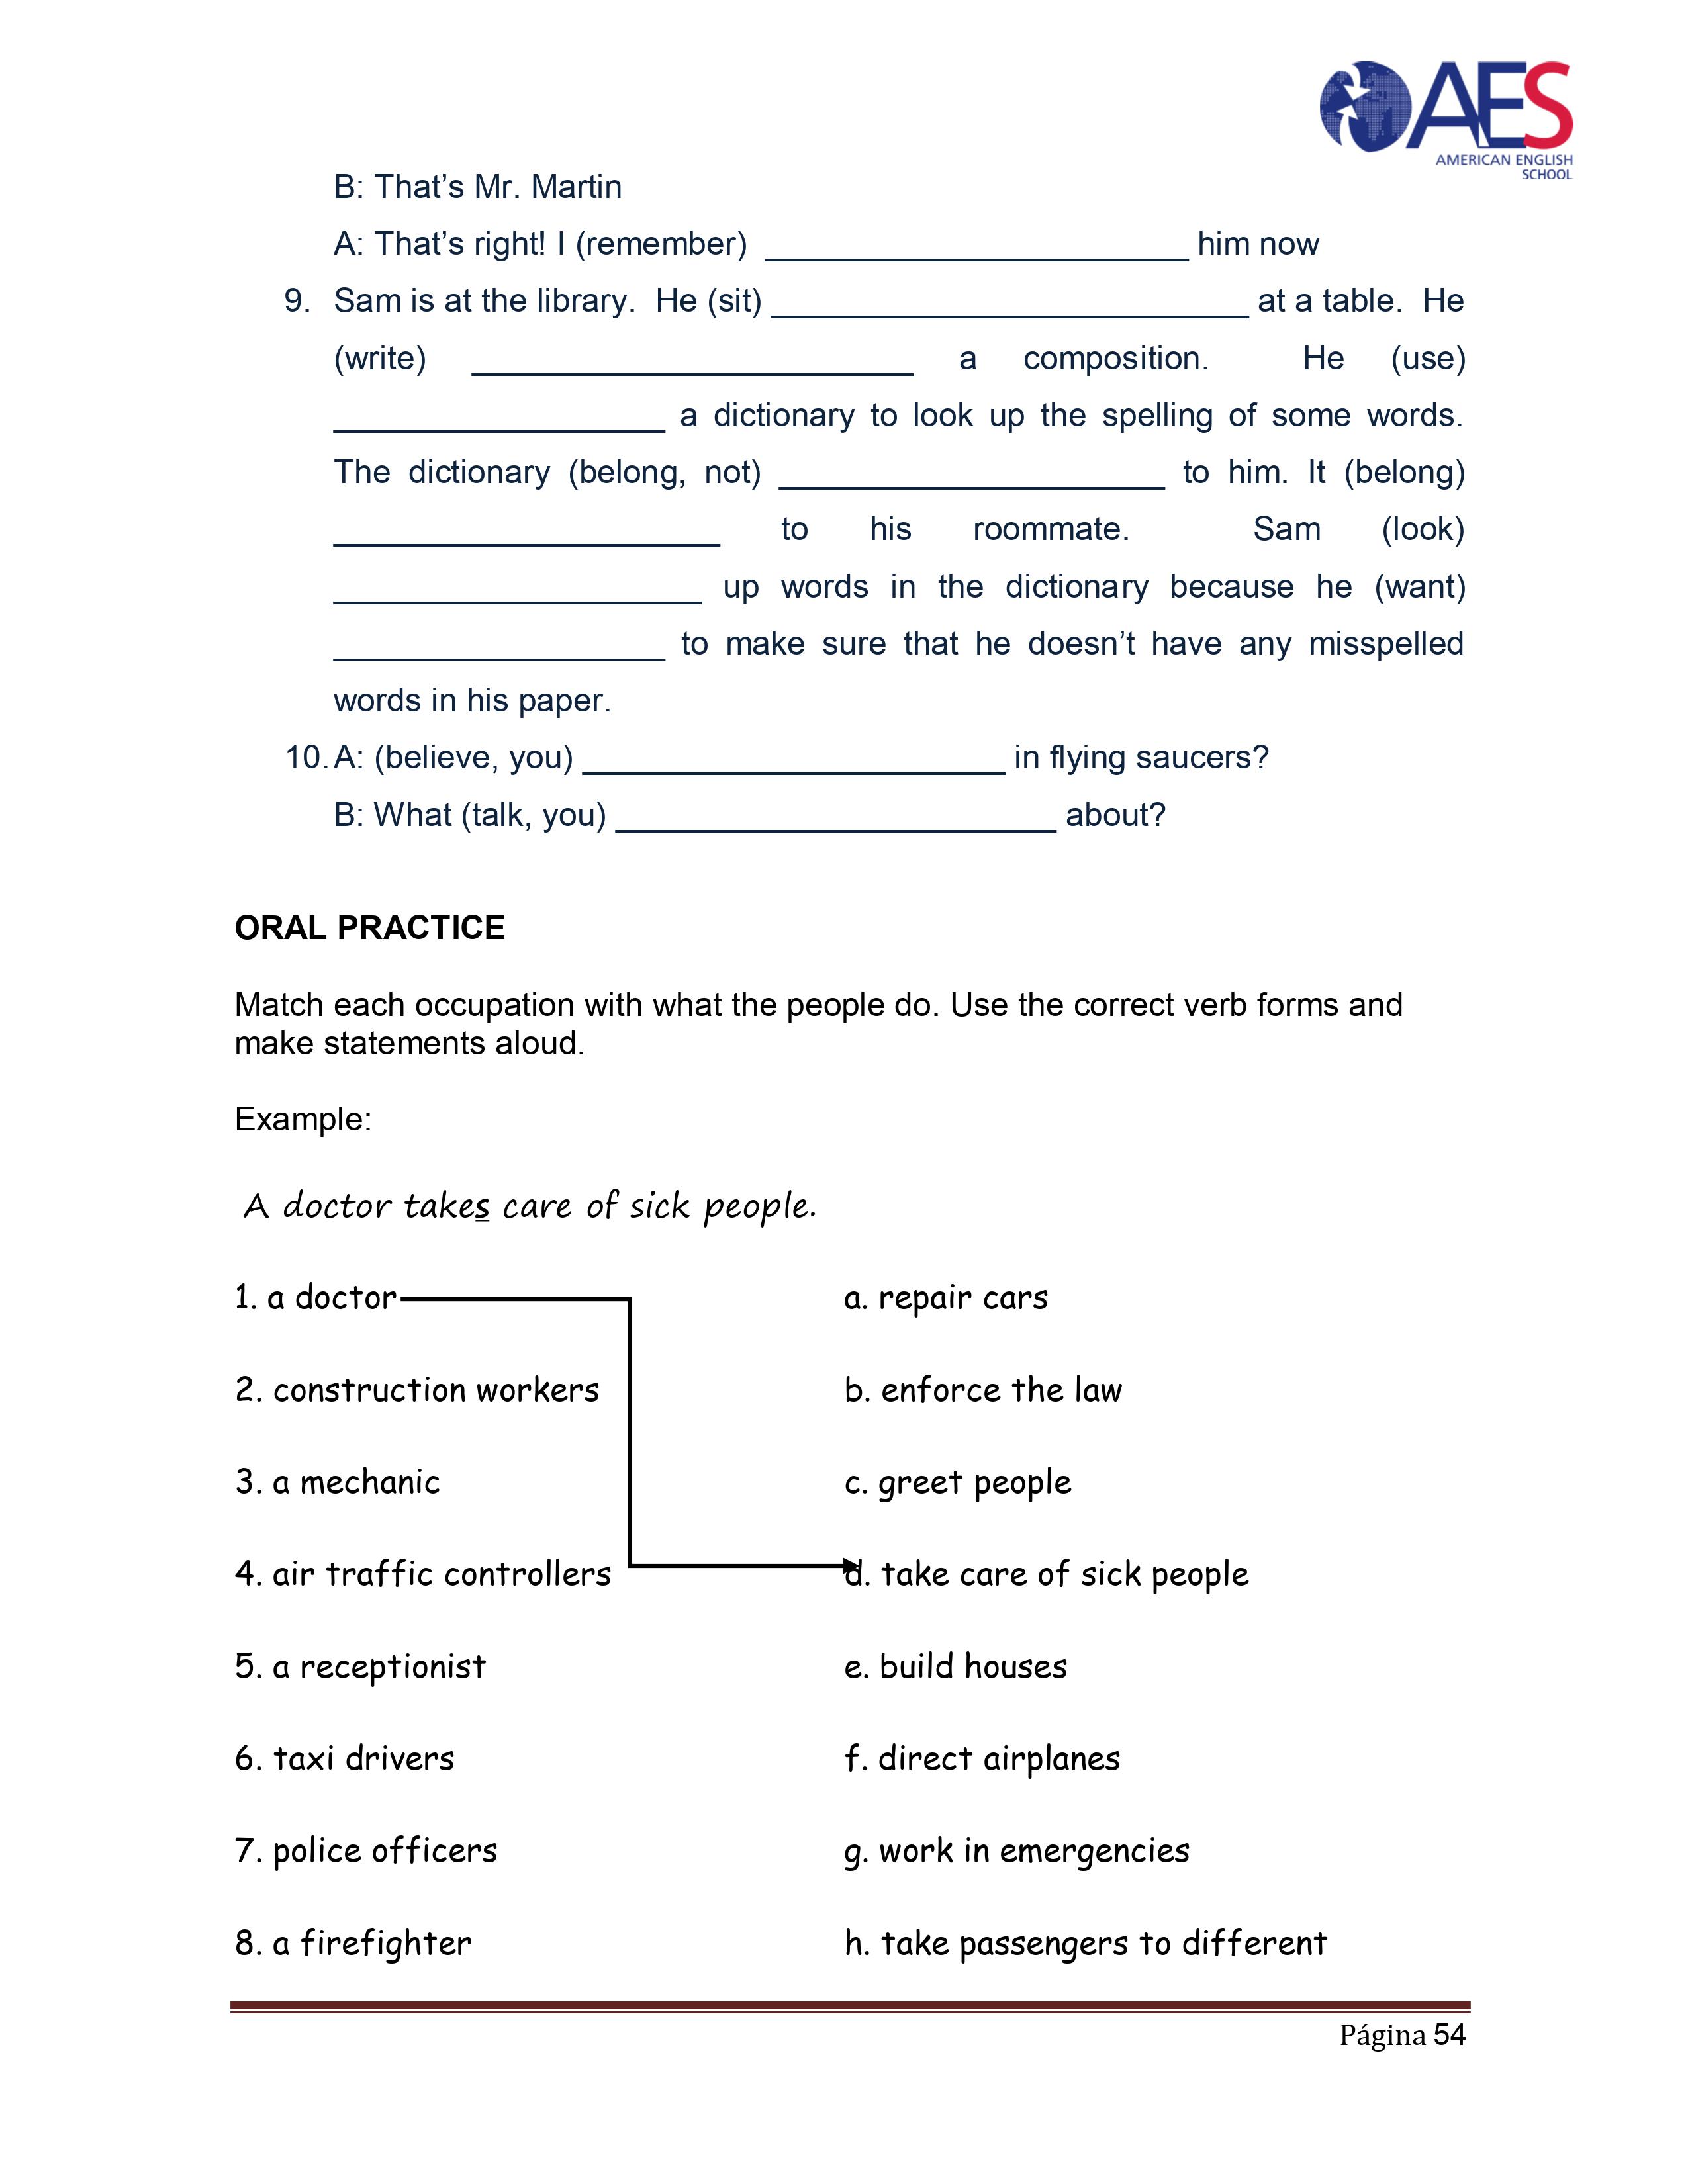 AES
AMERICAN ENGLISH
SCHOOL
B: That’s Mr. Martin
A: That’s right! I (remember) ______________________ him now
9. Sam is at the library. He (sit) _________________________ at a table. He
(write) _______________________ a composition. He (use)
_________________ a dictionary to look up the spelling of some words.
The dictionary (belong, not) ____________________ to him. It (belong)
____________________ to his roommate. Sam (look)
___________________ up words in the dictionary because he (want)
_________________ to make sure that he doesn’t have any misspelled
words in his paper.
10. A: (believe, you) ______________________ in flying saucers?
B: What (talk, you) _______________________ about?
ORAL PRACTICE
Match each occupation with what the people do. Use the correct verb forms and
make statements aloud.
Example:
A doctor takes care of sick people.
1. a doctor a. repair cars
2. construction workers b. enforce the law
3. a mechanic c. greet people
4. air traffic controllers d. take care of sick people
5. a receptionist e. build houses
6. taxi drivers f. direct airplanes
7. police officers g. work in emergencies
8. a firefighter h. take passengers to different
Página 54